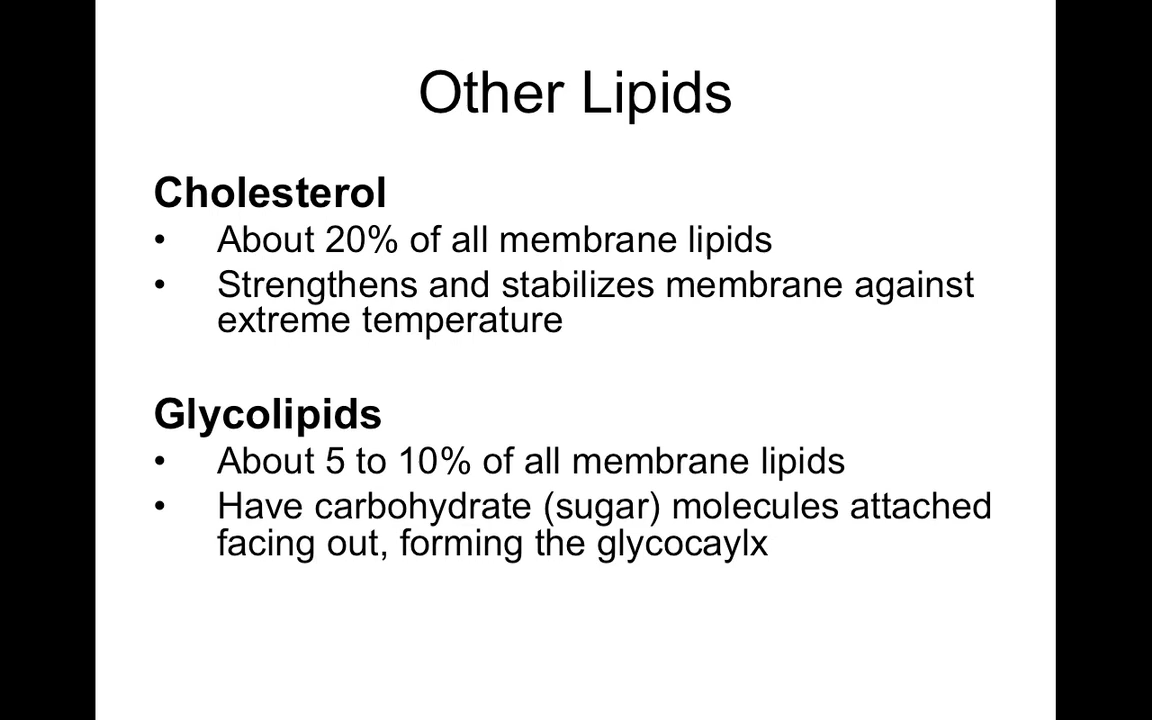 Other Lipids
Cholesterol
• About 20% of all membrane lipids
• Strengthens and stabilizes membrane against
extreme temperature
Glycolipids
• About 5 to 10% of all membrane lipids
• Have carbohydrate (sugar) molecules attached
facing out, forming the glycocaylx